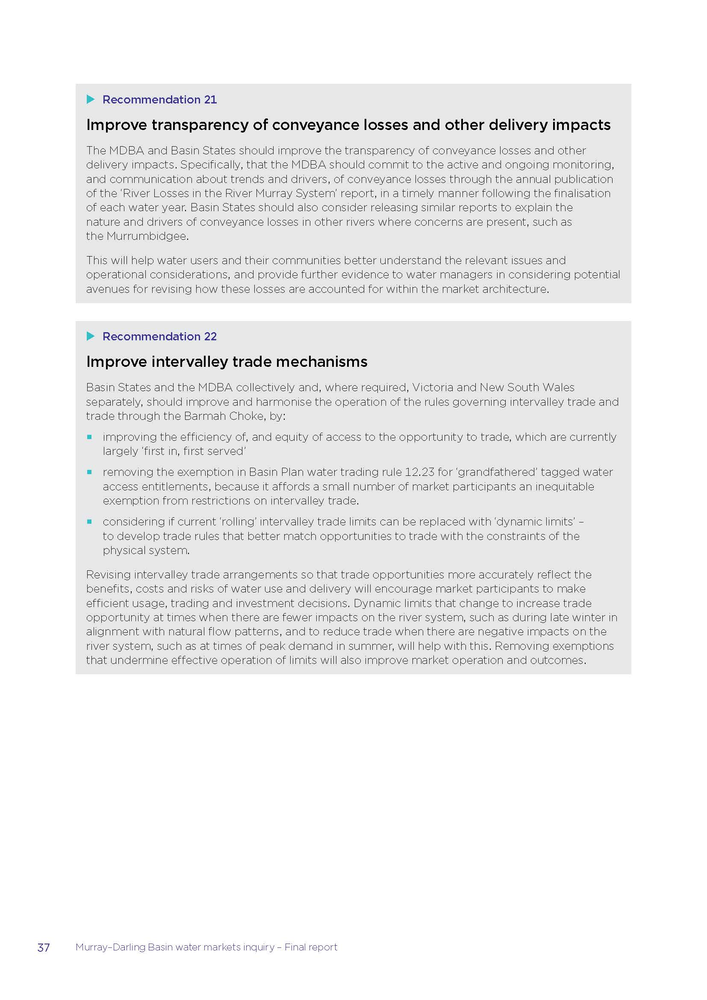 Recommendation 21
Improve transparency of conveyance losses and other delivery impacts
The MDBA and Basin States should improve the transparency of conveyance losses and other
delivery impacts. Specifically, that the MDBA should commit to the active and ongoing monitoring,
and communication about trends and drivers, of conveyance losses through the annual publication
of the ‘River Losses in the River Murray System’ report, in a timely manner following the finalisation
of each water year. Basin States should also consider releasing similar reports to explain the
nature and drivers of conveyance losses in other rivers where concerns are present, such as
the Murrumbidgee.
This will help water users and their communities better understand the relevant issues and
operational considerations, and provide further evidence to water managers in considering potential
avenues for revising how these losses are accounted for within the market architecture.
Recommendation 22
Improve intervalley trade mechanisms
Basin States and the MDBA collectively and, where required, Victoria and New South Wales
separately, should improve and harmonise the operation of the rules governing intervalley trade and
trade through the Barmah Choke, by:
improving the efficiency of, and equity of access to the opportunity to trade, which are currently
largely ‘first in, first served’
removing the exemption in Basin Plan water trading rule 12.23 for ‘grandfathered’ tagged water
access entitlements, because it affords a small number of market participants an inequitable
exemption from restrictions on intervalley trade.
considering if current ‘rolling’ intervalley trade limits can be replaced with ‘dynamic limits’ –
to develop trade rules that better match opportunities to trade with the constraints of the
physical system.
Revising intervalley trade arrangements so that trade opportunities more accurately reflect the
benefits, costs and risks of water use and delivery will encourage market participants to make
efficient usage, trading and investment decisions. Dynamic limits that change to increase trade
opportunity at times when there are fewer impacts on the river system, such as during late winter in
alignment with natural flow patterns, and to reduce trade when there are negative impacts on the
river system, such as at times of peak demand in summer, will help with this. Removing exemptions
that undermine effective operation of limits will also improve market operation and outcomes.
37 Murray–Darling Basin water markets inquiry – Final report